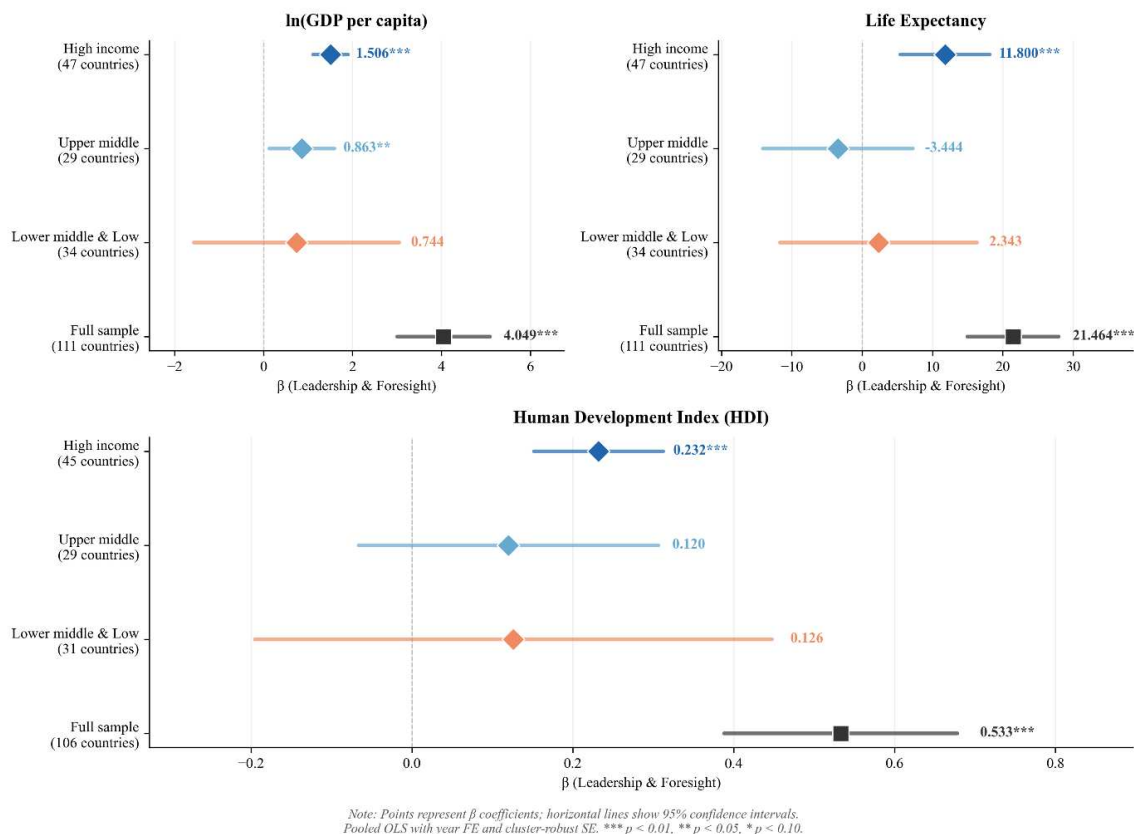 ln(GDP per capita)
High income
(47 countries)
1.506***
Upper middle
(29 countries)
0.863**
Lower middle & Low
(34 countries)
0.744
Full sample
(111 countries)
4.049***
−2 0 2 4 6
β (Leadership & Foresight)
Life Expectancy
High income
(47 countries)
11.800***
Upper middle
(29 countries)
-3.444
Lower middle & Low
(34 countries)
2.343
Full sample
(111 countries)
21.464***
−20 −10 0 10 20 30
β (Leadership & Foresight)
Human Development Index (HDI)
High income
(45 countries)
0.232***
Upper middle
(29 countries)
0.120
Lower middle & Low
(31 countries)
0.126
Full sample
(106 countries)
0.533***
−0.2 0.0 0.2 0.4 0.6 0.8
β (Leadership & Foresight)
Note: Points represent β coefficients; horizontal lines show 95% confidence intervals.
Pooled OLS with year FE and cluster-robust SE. *** p < 0.01, ** p < 0.05, * p < 0.10.